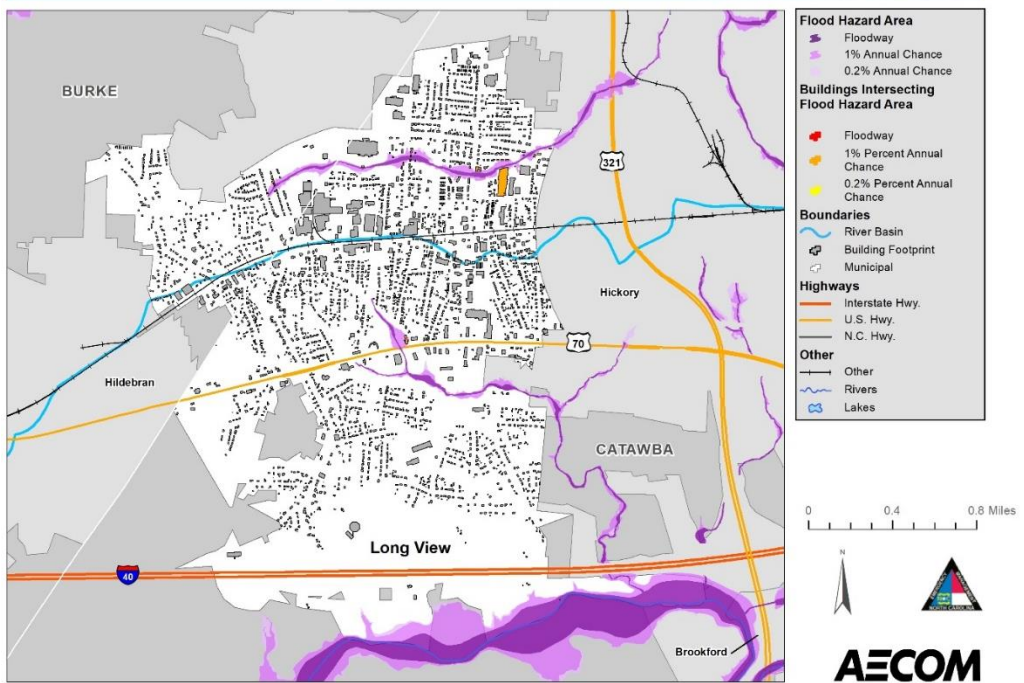 BURKE
321
Hickory
70
Hildebran
CATAWBA
Long View
40
Brookford
Flood Hazard Area
Floodway
1% Annual Chance
0.2% Annual Chance
Buildings Intersecting
Flood Hazard Area
Floodway
1% Percent Annual
Chance
0.2% Percent Annual
Chance
Boundaries
River Basin
Building Footprint
Municipal
Highways
Interstate Hwy.
U.S. Hwy.
N.C. Hwy.
Other
Other
Rivers
Lakes
0 0.4 0.8 Miles
N
NORTH CAROLINA
AECOM